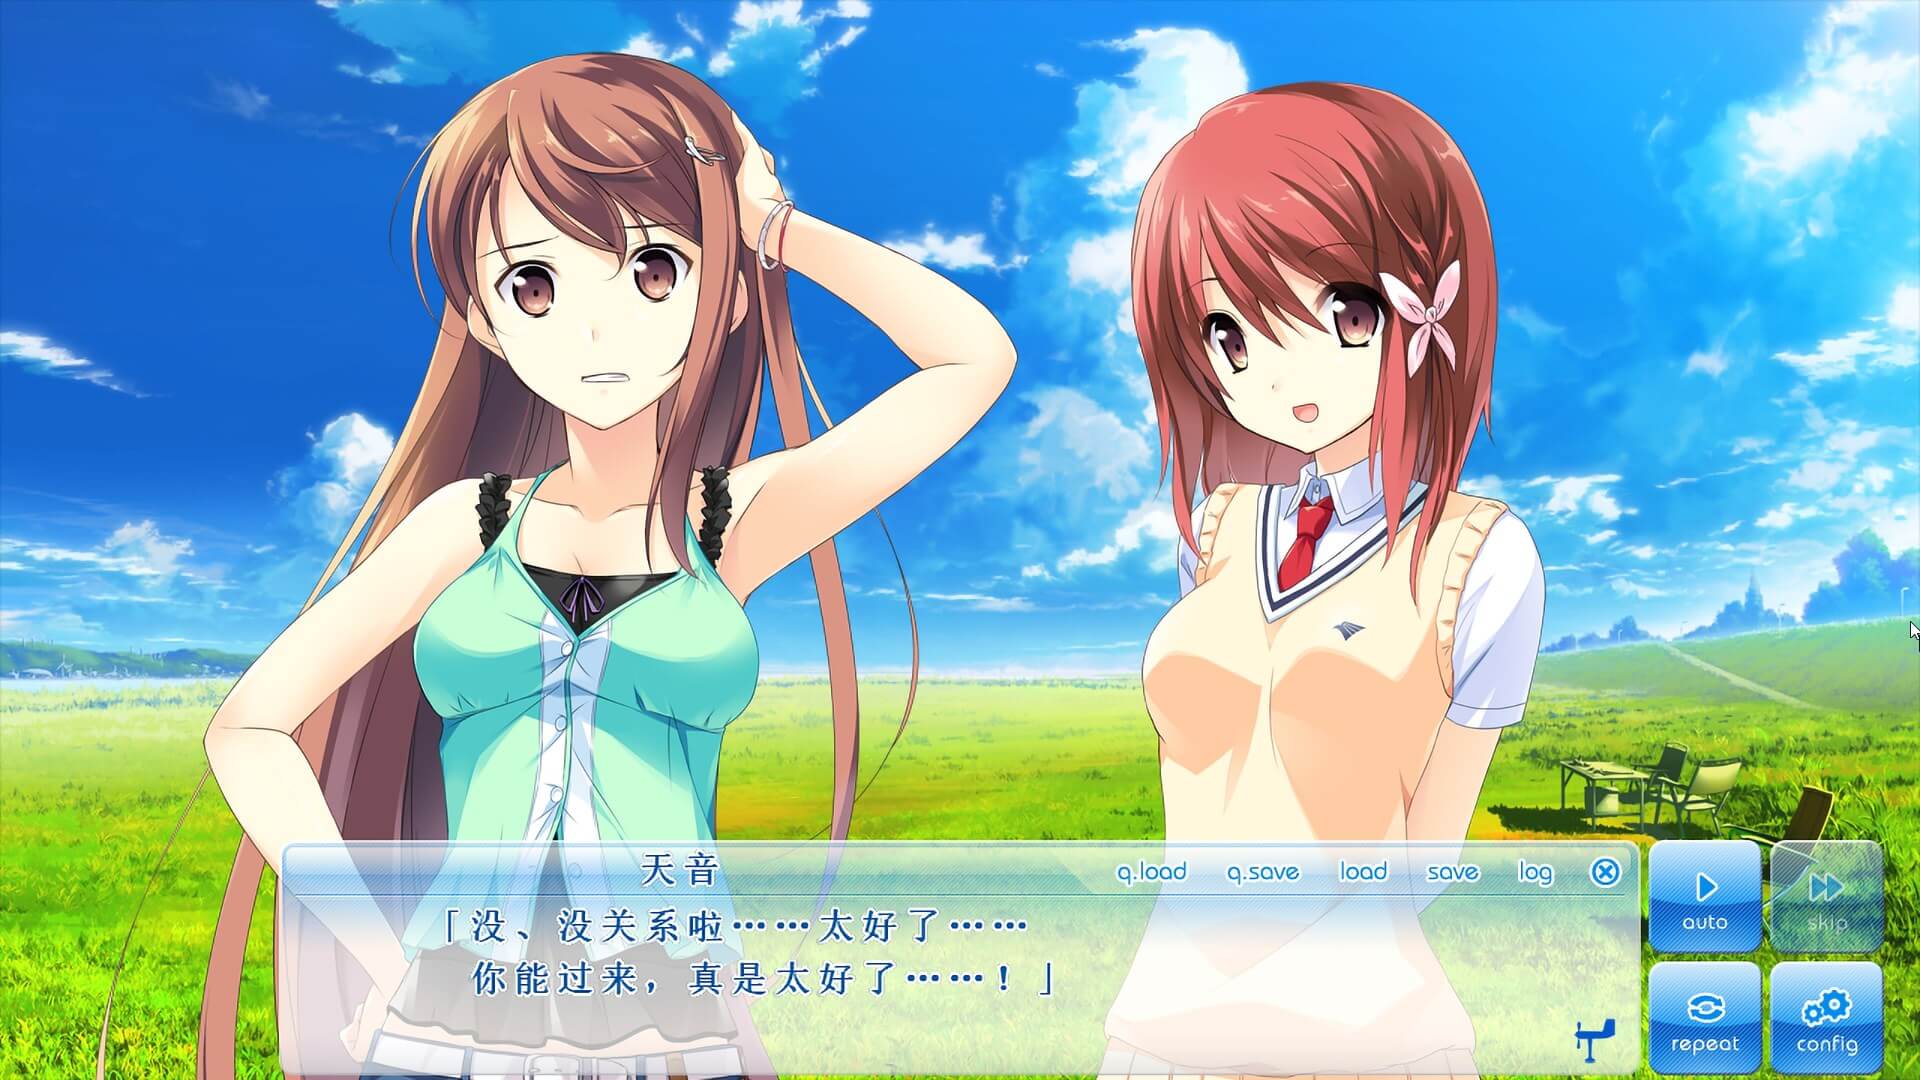 天音
q.load q.save load save log
「没、没关系啦……太好了……
你能过来，真是太好了……！」
auto
skip
repeat
config